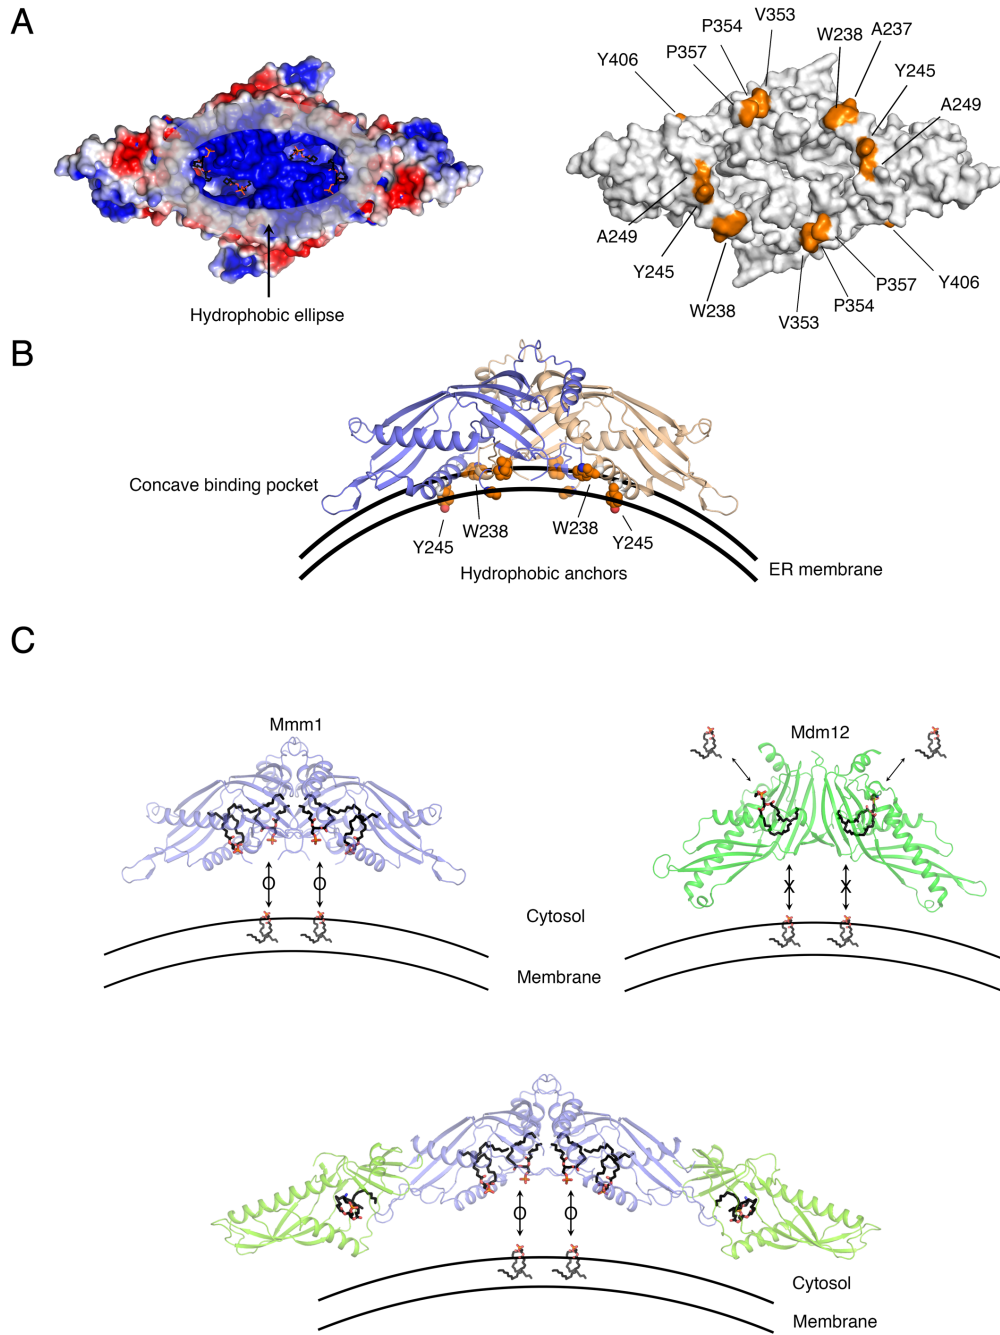 A
V353
P354
W238
A237
Y406
P357
Y245
A249
A249
Y245
W238
V353
P354
P357
Y406
Hydrophobic ellipse
B
Concave binding pocket
W238
W238
Y245
Y245
Hydrophobic anchors
ER membrane
C
Mmm1
Mdm12
O
O
X
X
Cytosol
Membrane
O
O
Cytosol
Membrane